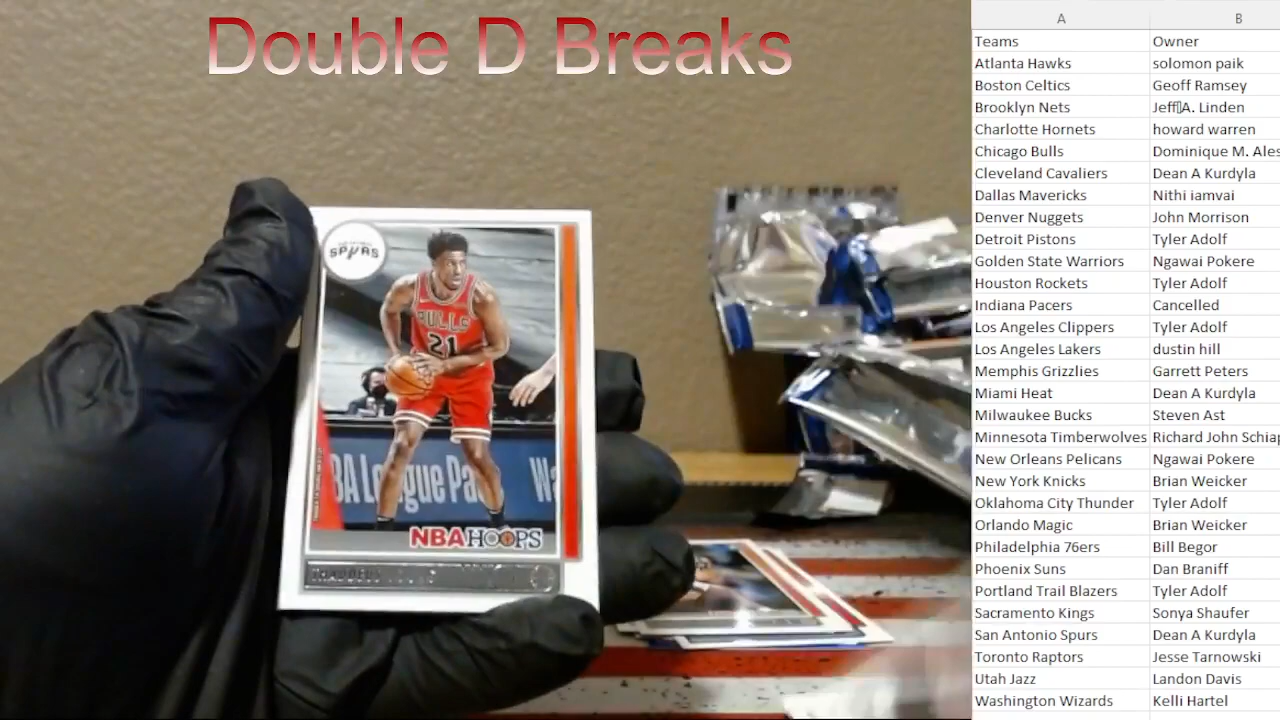 Double D Breaks
SPURS
BULLS
21
BA League Pa
Wa
NBA HOOPS
THADDEUS YOUNG
A B
Teams Owner
Atlanta Hawks solomon paik
Boston Celtics Geoff Ramsey
Brooklyn Nets Jeff▯A. Linden
Charlotte Hornets howard warren
Chicago Bulls Dominique M. Ales
Cleveland Cavaliers Dean A Kurdyla
Dallas Mavericks Nithi iamvai
Denver Nuggets John Morrison
Detroit Pistons Tyler Adolf
Golden State Warriors Ngawai Pokere
Houston Rockets Tyler Adolf
Indiana Pacers Cancelled
Los Angeles Clippers Tyler Adolf
Los Angeles Lakers dustin hill
Memphis Grizzlies Garrett Peters
Miami Heat Dean A Kurdyla
Milwaukee Bucks Steven Ast
Minnesota Timberwolves Richard John Schiap
New Orleans Pelicans Ngawai Pokere
New York Knicks Brian Weicker
Oklahoma City Thunder Tyler Adolf
Orlando Magic Brian Weicker
Philadelphia 76ers Bill Begor
Phoenix Suns Dan Braniff
Portland Trail Blazers Tyler Adolf
Sacramento Kings Sonya Shaufer
San Antonio Spurs Dean A Kurdyla
Toronto Raptors Jesse Tarnowski
Utah Jazz Landon Davis
Washington Wizards Kelli Hartel